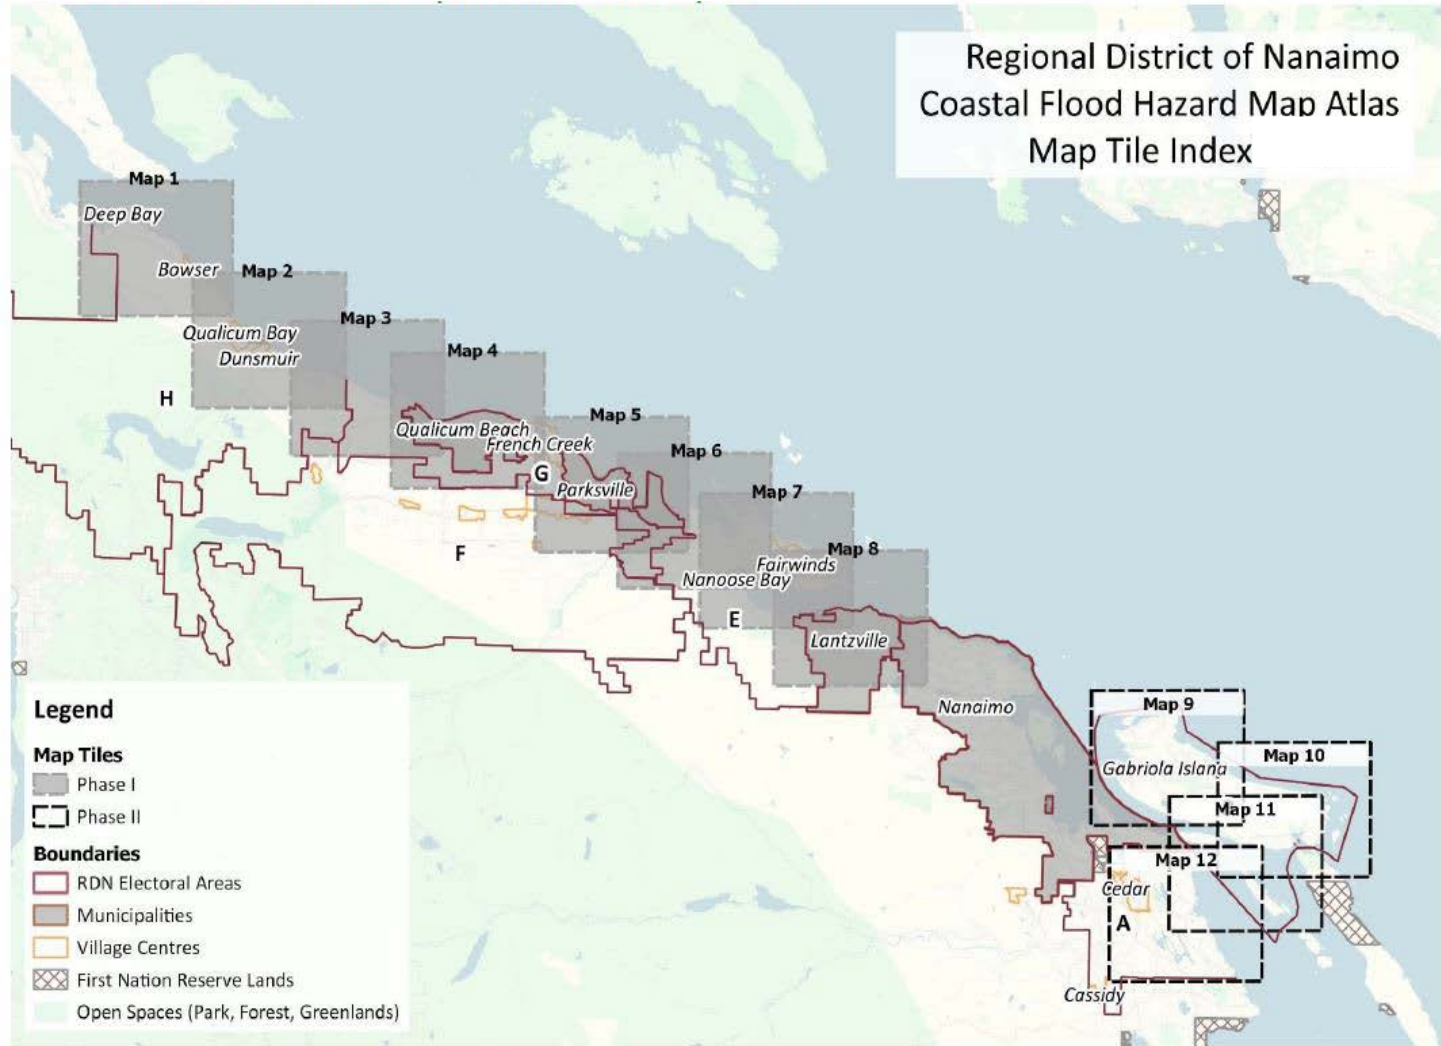 Regional District of Nanaimo
Coastal Flood Hazard Map Atlas
Map Tile Index
Map 1
Deep Bay
Bowser
Map 2
Qualicum Bay
Dunsmuir
Map 3
Map 4
H
Qualicum Beach
French Creek
Map 5
G
Parksville
Map 6
Map 7
F
Map 8
Fairwinds
Nanoose Bay
E
Lantzville
Nanaimo
Map 9
Gabriola Island
Map 10
Map 11
Map 12
Cedar
A
Cassidy
Legend
Map Tiles
Phase I
Phase II
Boundaries
RDN Electoral Areas
Municipalities
Village Centres
First Nation Reserve Lands
Open Spaces (Park, Forest, Greenlands)